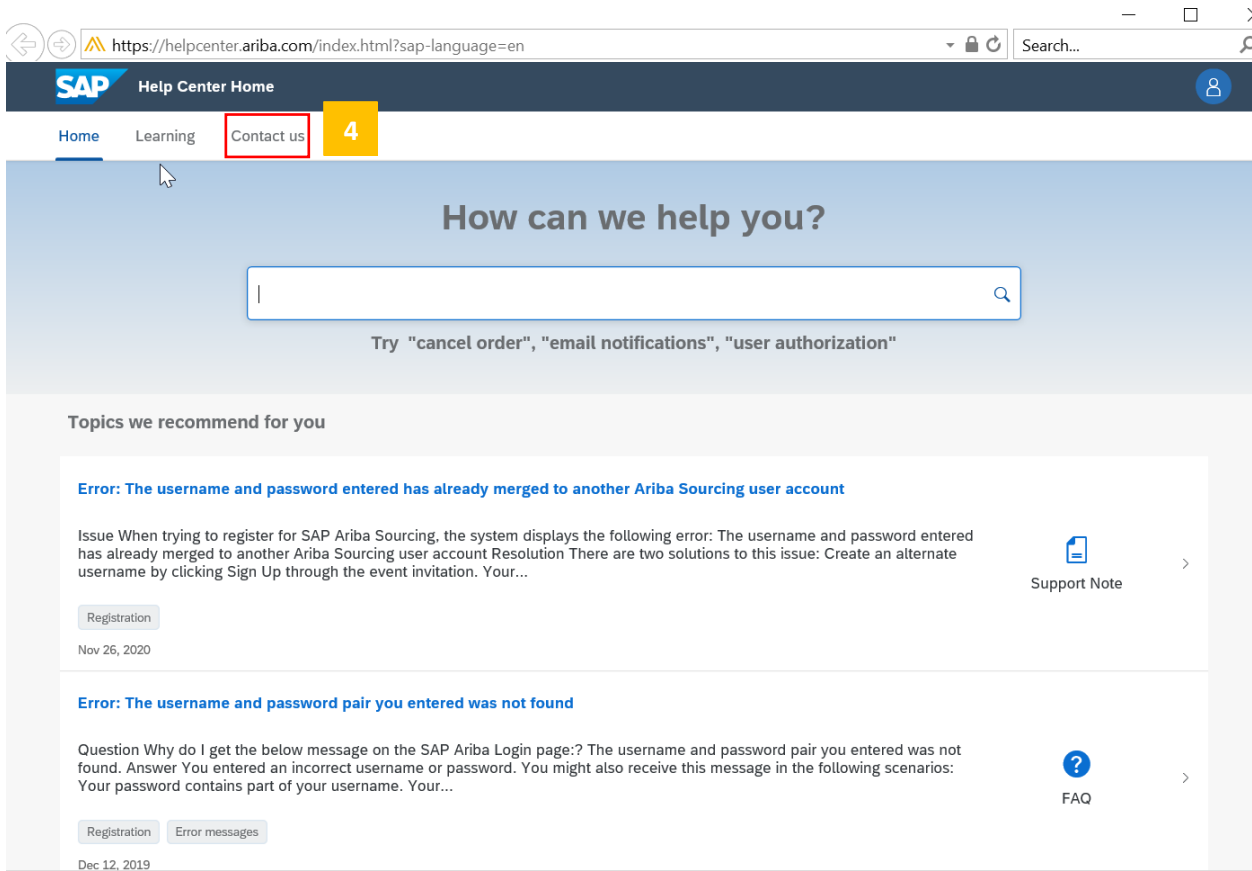 https://helpcenter.ariba.com/index.html?sap-language=en
Search...
SAP Help Center Home
Home Learning Contact us 4
How can we help you?
Try "cancel order", "email notifications", "user authorization"
Topics we recommend for you
Error: The username and password entered has already merged to another Ariba Sourcing user account
Issue When trying to register for SAP Ariba Sourcing, the system displays the following error: The username and password entered
has already merged to another Ariba Sourcing user account Resolution There are two solutions to this issue: Create an alternate
username by clicking Sign Up through the event invitation. Your...
Support Note
Registration
Nov 26, 2020
Error: The username and password pair you entered was not found
Question Why do I get the below message on the SAP Ariba Login page:? The username and password pair you entered was not
found. Answer You entered an incorrect username or password. You might also receive this message in the following scenarios:
Your password contains part of your username. Your...
FAQ
Registration Error messages
Dec 12, 2019